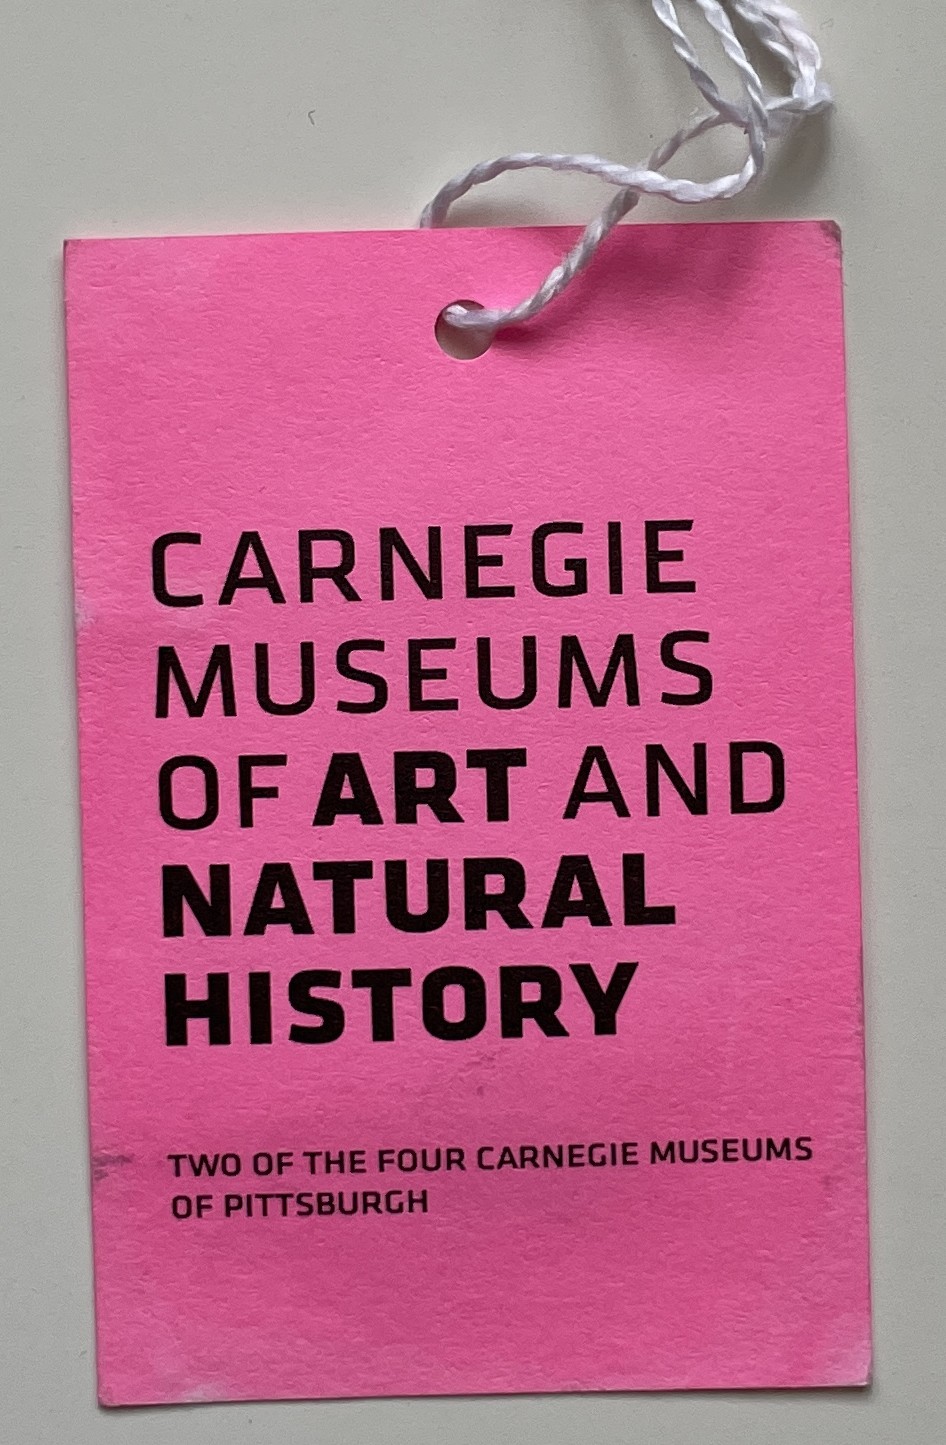 CARNEGIE
MUSEUMS
OF ART AND
NATURAL
HISTORY
TWO OF THE FOUR CARNEGIE MUSEUMS
OF PITTSBURGH